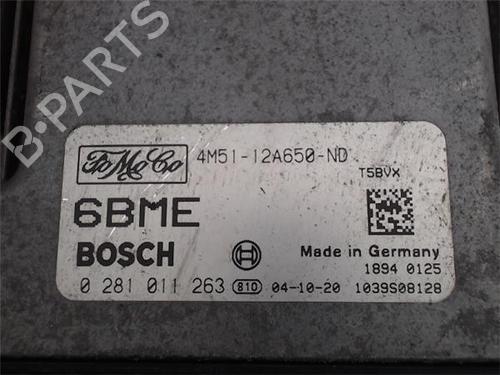 B-PARTS
FoMoCo
4M51-12A650-ND
T5BVX
6BME
BOSCH
Made in Germany
1894 0125
0 281 011 263 810 04-10-20 1039S08128